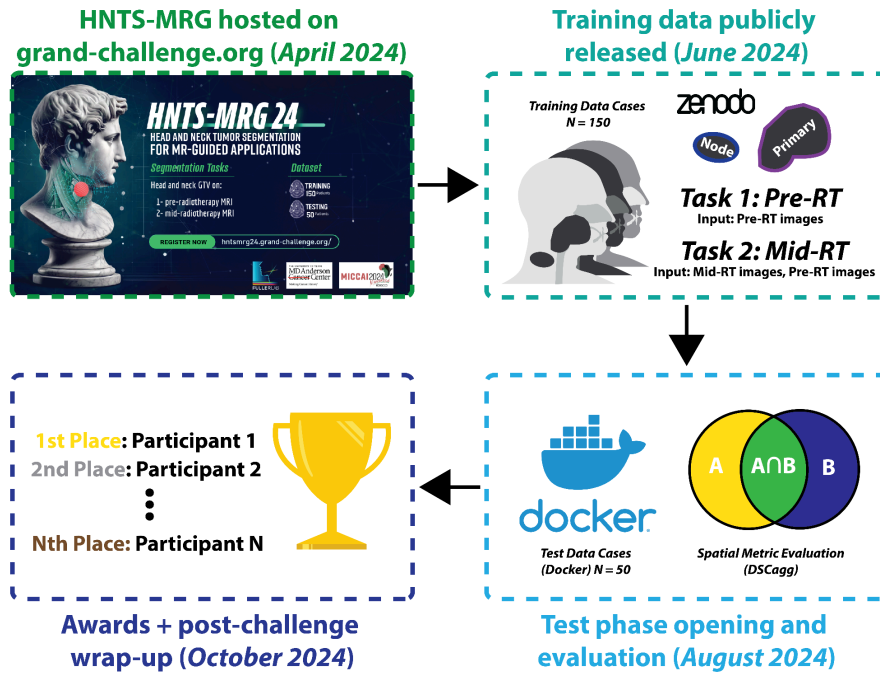 HNTS-MRG hosted on
grand-challenge.org (April 2024)
HNTS-MRG 24
HEAD AND NECK TUMOR SEGMENTATION
FOR MR-GUIDED APPLICATIONS
Segmentation Tasks
Dataset
Head and neck GTV on:
1- pre-radiotherapy MRI
2- mid-radiotherapy MRI
TRAINING
150 Patients
TESTING
50 Patients
REGISTER NOW
hntsmrg24.grand-challenge.org/
FULLERLAB
MD Anderson
Cancer Center
MICCAI2024
Training data publicly
released (June 2024)
Training Data Cases
N = 150
zenodo
Node
Primary
Task 1: Pre-RT
Input: Pre-RT images
Task 2: Mid-RT
Input: Mid-RT images, Pre-RT images
1st Place: Participant 1
2nd Place: Participant 2
Nth Place: Participant N
Awards + post-challenge
wrap-up (October 2024)
docker
Test Data Cases
(Docker) N = 50
A
A∩B
B
Spatial Metric Evaluation
(DSCagg)
Test phase opening and
evaluation (August 2024)